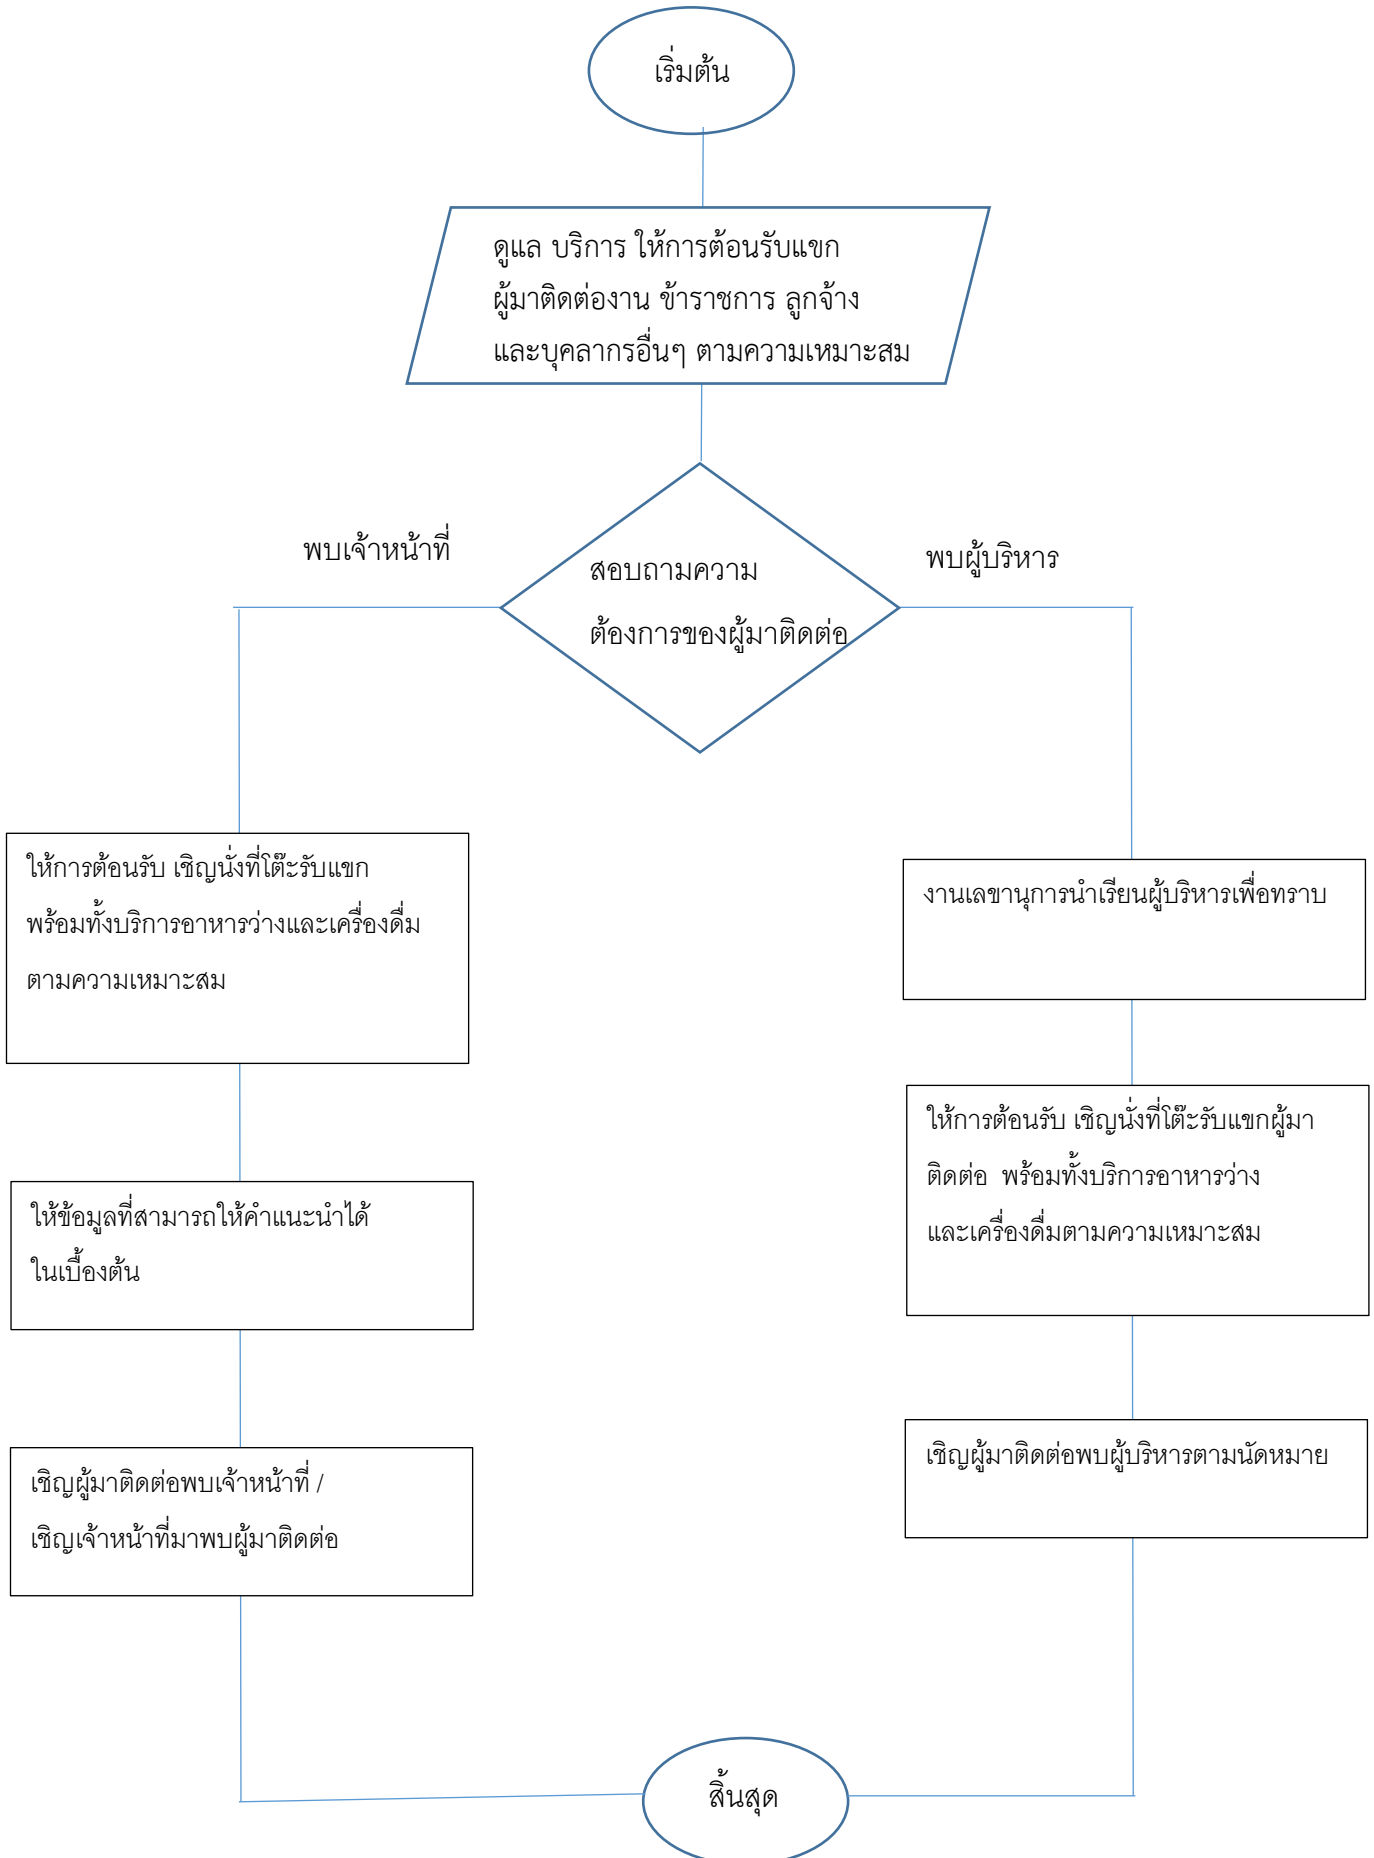 เริ่มต้น
ดูแล บริการ ให้การต้อนรับแขก
ผู้มาติดต่องาน ข้าราชการ ลูกจ้าง
และบุคลากรอื่นๆ ตามความเหมาะสม
พบเจ้าหน้าที่
พบผู้บริหาร
สอบถามความ
ต้องการของผู้มาติดต่อ
ให้การต้อนรับ เชิญนั่งที่โต๊ะรับแขก
พร้อมทั้งบริการอาหารว่างและเครื่องดื่ม
ตามความเหมาะสม
ให้ข้อมูลที่สามารถให้คำแนะนำได้
ในเบื้องต้น
เชิญผู้มาติดต่อพบเจ้าหน้าที่ /
เชิญเจ้าหน้าที่มาพบผู้มาติดต่อ
งานเลขานุการนำเรียนผู้บริหารเพื่อทราบ
ให้การต้อนรับ เชิญนั่งที่โต๊ะรับแขกผู้มา
ติดต่อ  พร้อมทั้งบริการอาหารว่าง
และเครื่องดื่มตามความเหมาะสม
เชิญผู้มาติดต่อพบผู้บริหารตามนัดหมาย
สิ้นสุด